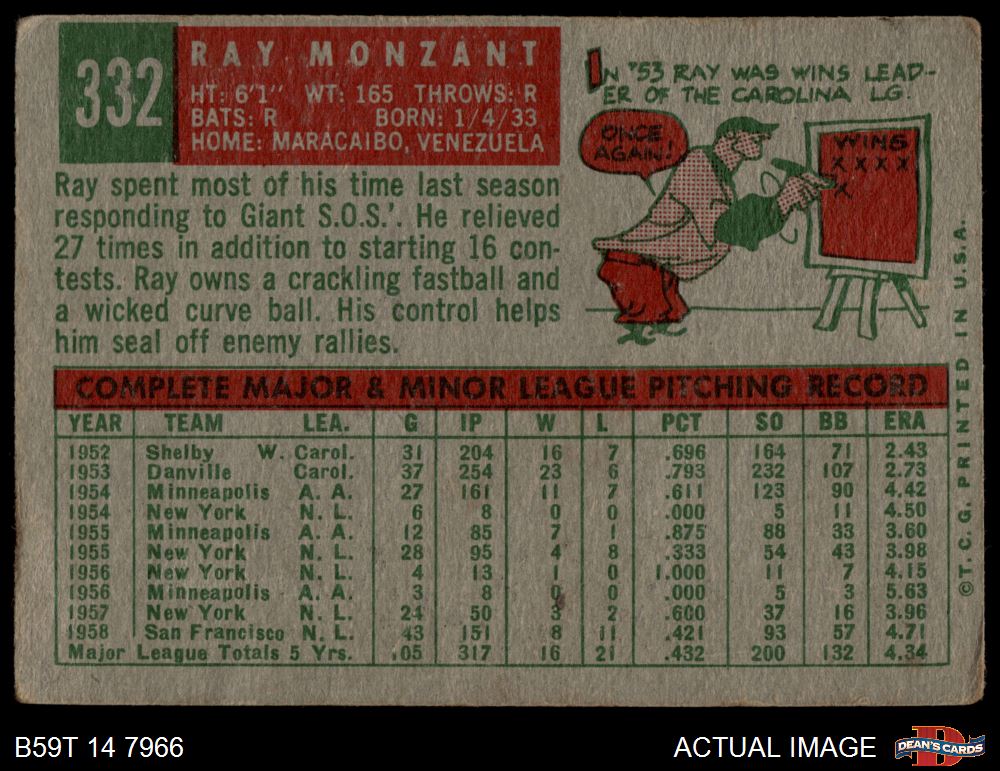 332
RAY MONZANT
HT: 6'1" WT: 165 THROWS: R
BATS: R BORN: 1/4/33
HOME: MARACAIBO, VENEZUELA
IN '53 RAY WAS WINS LEAD-
ER OF THE CAROLINA LG.
ONCE
AGAIN!
WINS
X X X X
X
Ray spent most of his time last season
responding to Giant S.O.S.'. He relieved
27 times in addition to starting 16 con-
tests. Ray owns a crackling fastball and
a wicked curve ball. His control helps
him seal off enemy rallies.
COMPLETE MAJOR & MINOR LEAGUE PITCHING RECORD
YEAR TEAM LEA. G IP W L PCT SO BB ERA
1952 Shelby W. Carol. 31 204 16 7 .696 164 71 2.43
1953 Danville Carol. 37 254 23 6 .793 232 107 2.73
1954 Minneapolis A. A. 27 161 11 7 .611 123 90 4.42
1954 New York N. L. 6 8 0 0 .000 5 11 4.50
1955 Minneapolis A. A. 12 85 7 1 .875 88 33 3.60
1955 New York N. L. 28 95 4 8 .333 54 43 3.98
1956 New York N. L. 4 13 1 0 1.000 11 7 4.15
1956 Minneapolis A. A. 3 8 0 0 .000 5 3 5.63
1957 New York N. L. 24 50 3 2 .600 37 16 3.96
1958 San Francisco N. L. 43 151 8 11 .421 93 57 4.71
Major League Totals 5 Yrs. 105 317 16 21 .432 200 132 4.34
©T. C. G. PRINTED IN U.S.A.
B59T 14 7966
ACTUAL IMAGE
DEAN'S CARDS